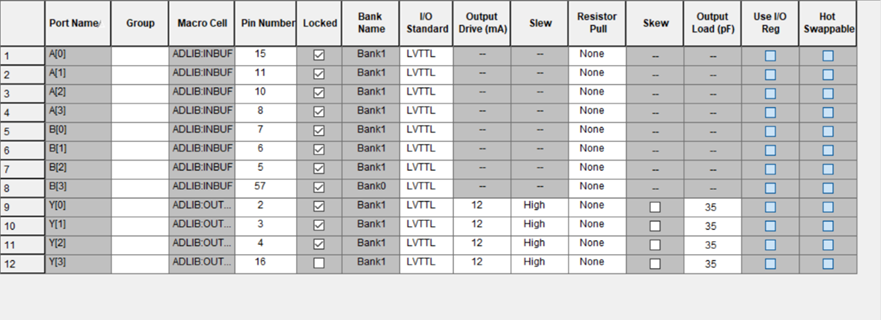 Port Name/ Group Macro Cell Pin Number Locked Bank Name I/O Standard Output Drive (mA) Slew Resistor Pull Skew Output Load (pF) Use I/O Reg Hot Swappable
1 A[0] ADLIB:INBUF 15 Bank1 LVTTL -- -- None -- --
2 A[1] ADLIB:INBUF 11 Bank1 LVTTL -- -- None -- --
3 A[2] ADLIB:INBUF 10 Bank1 LVTTL -- -- None -- --
4 A[3] ADLIB:INBUF 8 Bank1 LVTTL -- -- None -- --
5 B[0] ADLIB:INBUF 7 Bank1 LVTTL -- -- None -- --
6 B[1] ADLIB:INBUF 6 Bank1 LVTTL -- -- None -- --
7 B[2] ADLIB:INBUF 5 Bank1 LVTTL -- -- None -- --
8 B[3] ADLIB:INBUF 57 Bank0 LVTTL -- -- None -- --
9 Y[0] ADLIB:OUT... 2 Bank1 LVTTL 12 High None 35
10 Y[1] ADLIB:OUT... 3 Bank1 LVTTL 12 High None 35
11 Y[2] ADLIB:OUT... 4 Bank1 LVTTL 12 High None 35
12 Y[3] ADLIB:OUT... 16 Bank1 LVTTL 12 High None 35